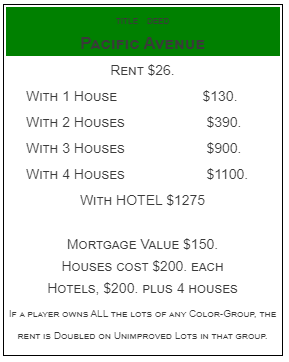 TITLE DEED
PACIFIC AVENUE
RENT $26.
WITH 1 HOUSE $130.
WITH 2 HOUSES $390.
WITH 3 HOUSES $900.
WITH 4 HOUSES $1100.
WITH HOTEL $1275
MORTGAGE VALUE $150.
HOUSES COST $200. EACH
HOTELS, $200. PLUS 4 HOUSES
IF A PLAYER OWNS ALL THE LOTS OF ANY COLOR-GROUP, THE
RENT IS DOUBLED ON UNIMPROVED LOTS IN THAT GROUP.